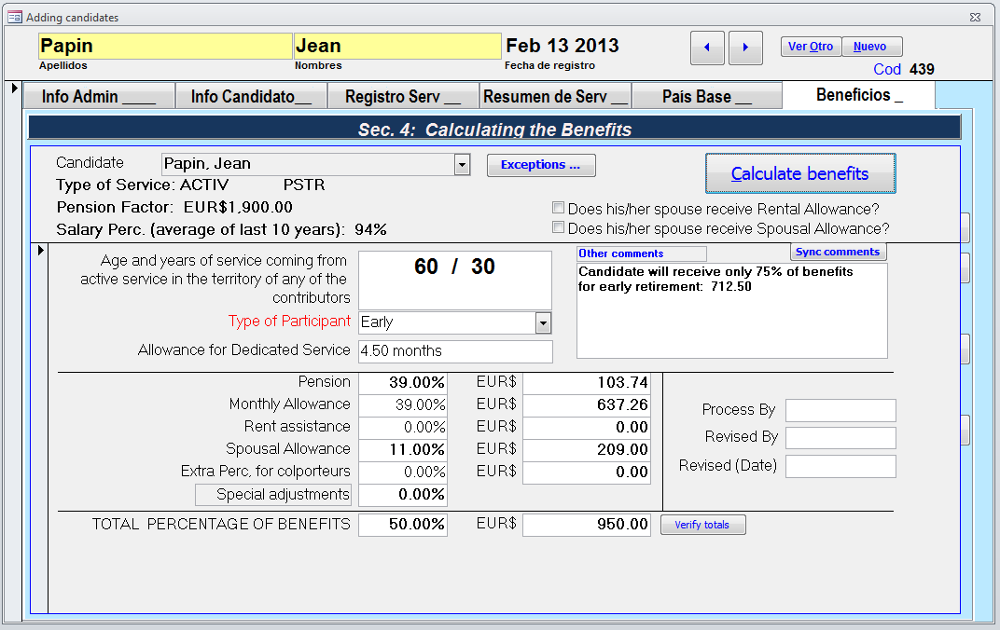 Adding candidates
Papin Jean Feb 13 2013
Ver Otro Nuevo
Apellidos Nombres Fecha de registro
Cod 439
Info Admin ____ Info Candidato__ Registro Serv __ Resumen de Serv __ País Base __ Beneficios _
Sec. 4: Calculating the Benefits
Candidate Papin, Jean Exceptions ... Calculate benefits
Type of Service: ACTIV PSTR
Pension Factor: EUR$1,900.00
Does his/her spouse receive Rental Allowance?
Salary Perc. (average of last 10 years): 94%
Does his/her spouse receive Spousal Allowance?
Age and years of service coming from
active service in the territory of any of the
contributors
60 / 30
Other comments Sync comments
Candidate will receive only 75% of benefits
for early retirement: 712.50
Type of Participant Early
Allowance for Dedicated Service 4.50 months
Pension 39.00% EUR$ 103.74
Monthly Allowance 39.00% EUR$ 637.26
Rent assistance 0.00% EUR$ 0.00
Spousal Allowance 11.00% EUR$ 209.00
Extra Perc, for colporteurs 0.00% EUR$ 0.00
Special adjustments 0.00%
Process By
Revised By
Revised (Date)
TOTAL PERCENTAGE OF BENEFITS 50.00% EUR$ 950.00 Verify totals